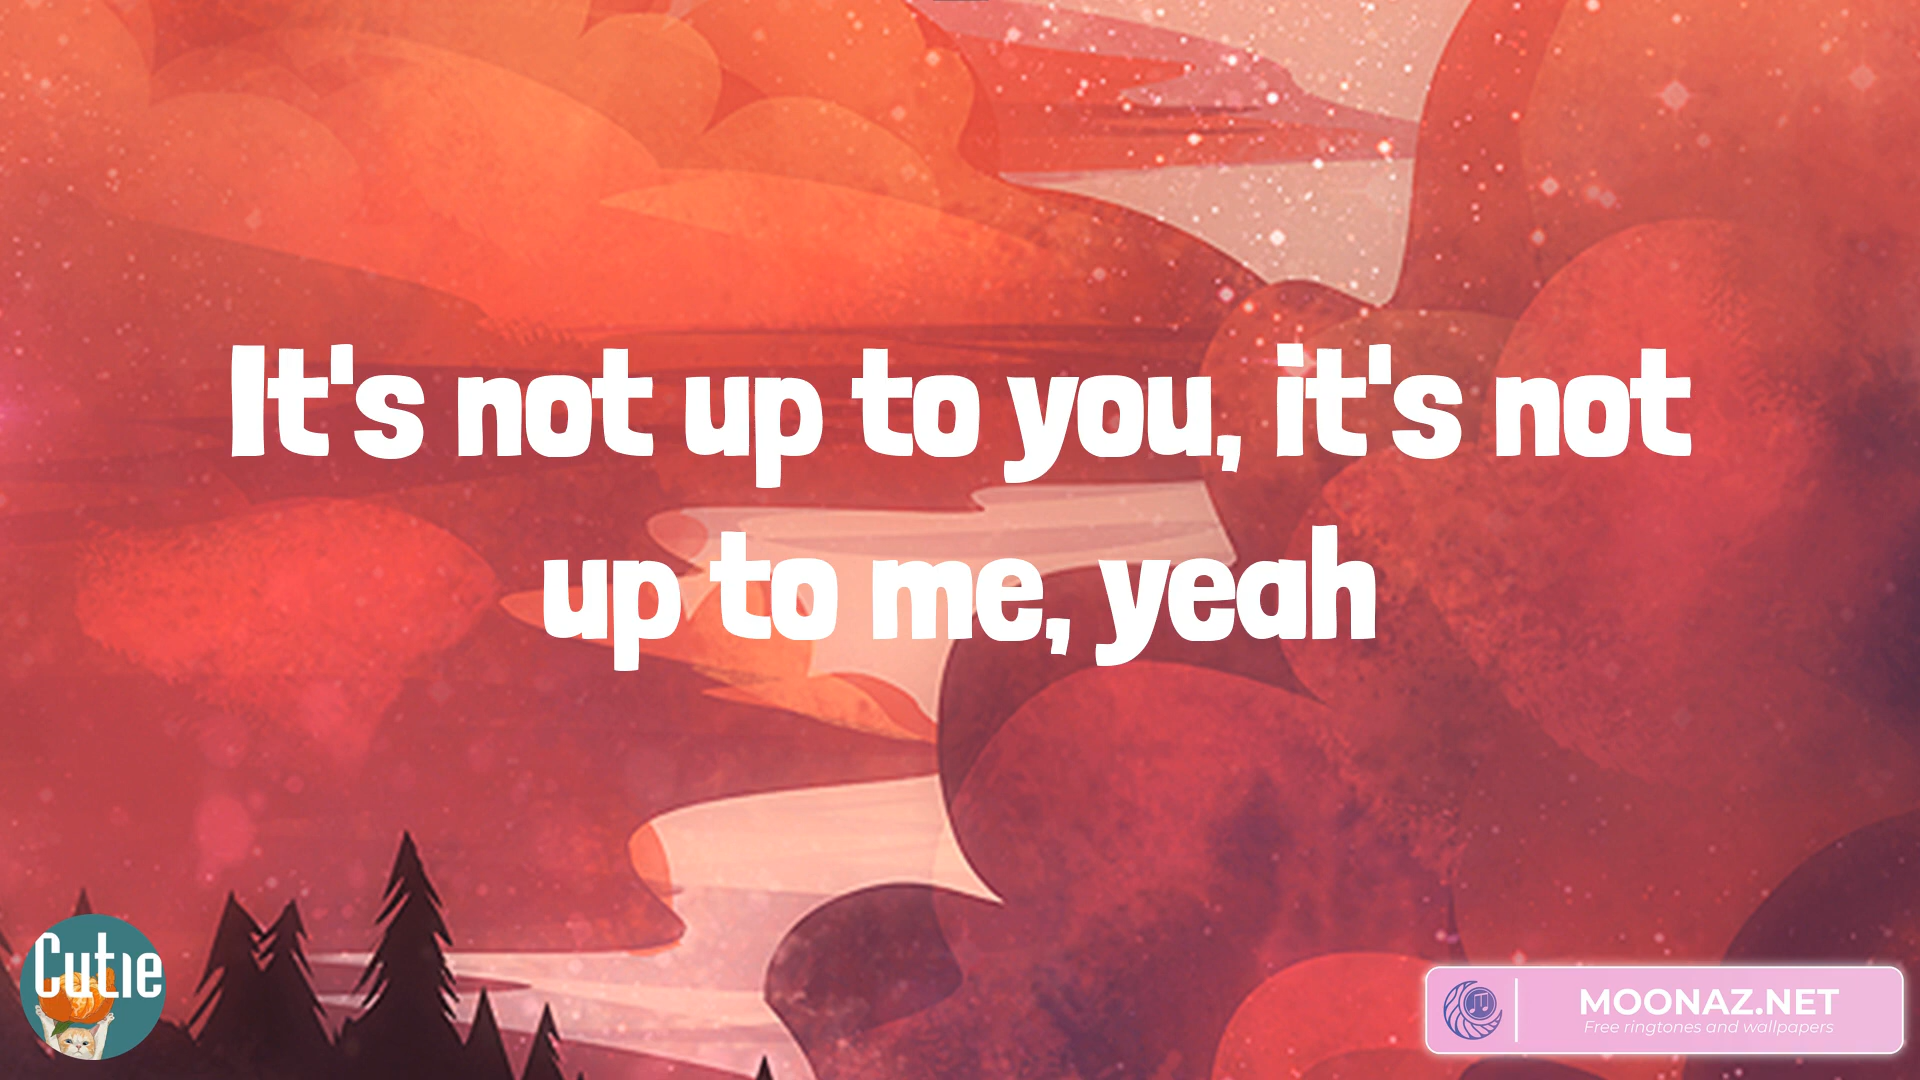 It's not up to you, it's not
up to me, yeah
Cutie
MOONAZ.NET
Free ringtones and wallpapers